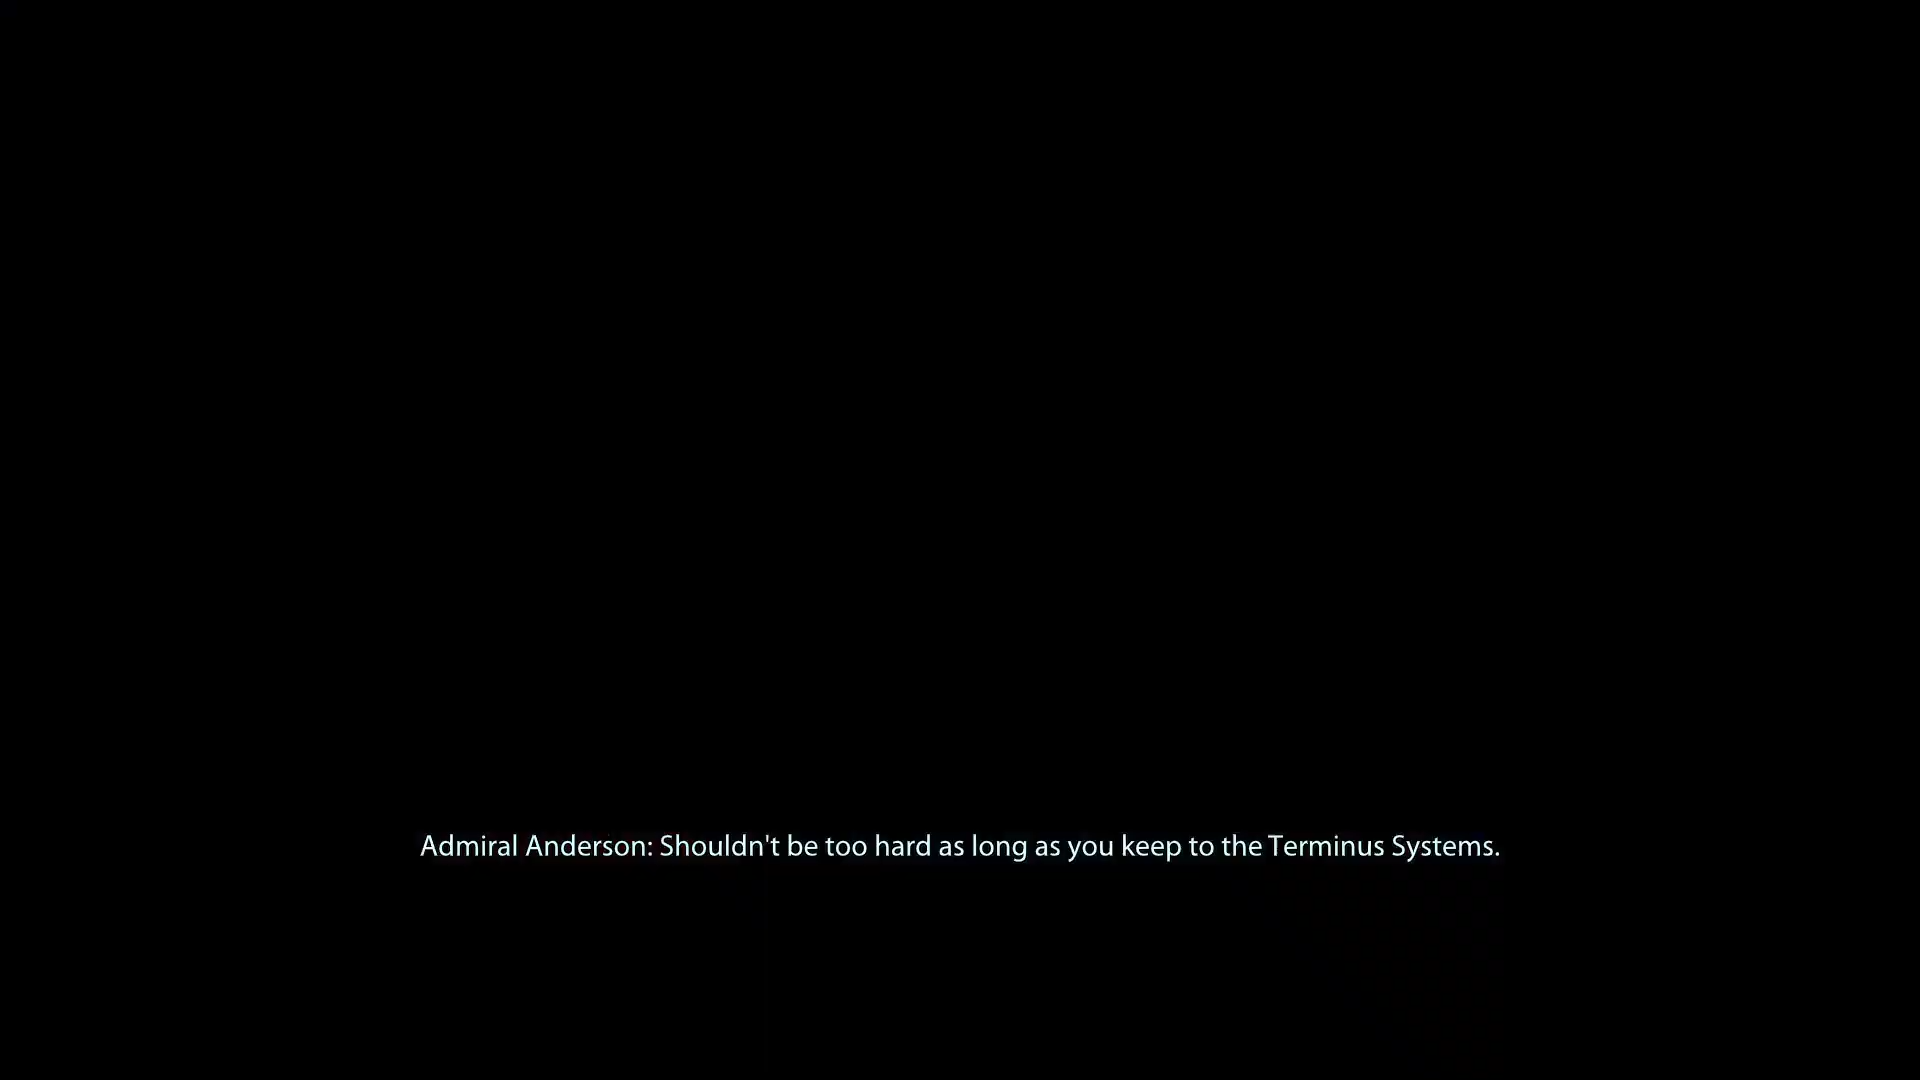 Admiral Anderson: Shouldn't be too hard as long as you keep to the Terminus Systems.